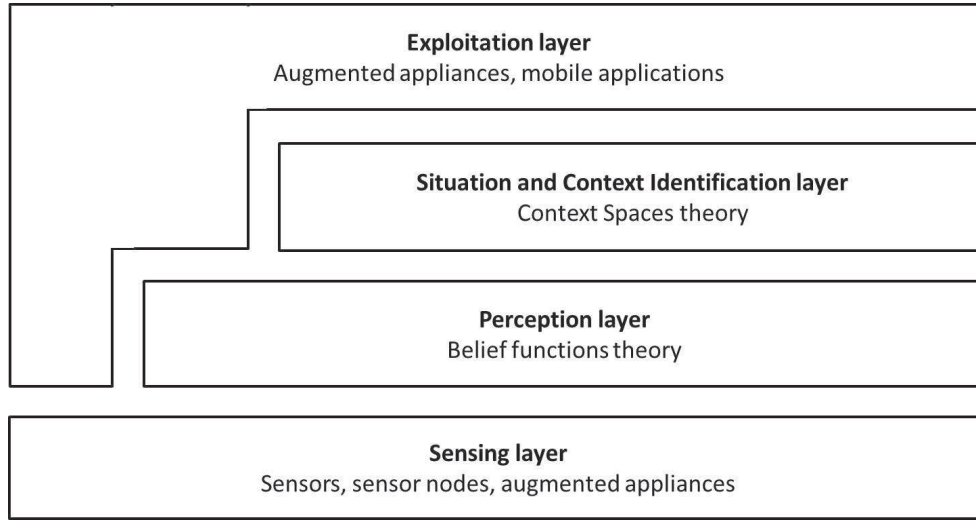 Exploitation layer
Augmented appliances, mobile applications
Situation and Context Identification layer
Context Spaces theory
Perception layer
Belief functions theory
Sensing layer
Sensors, sensor nodes, augmented appliances